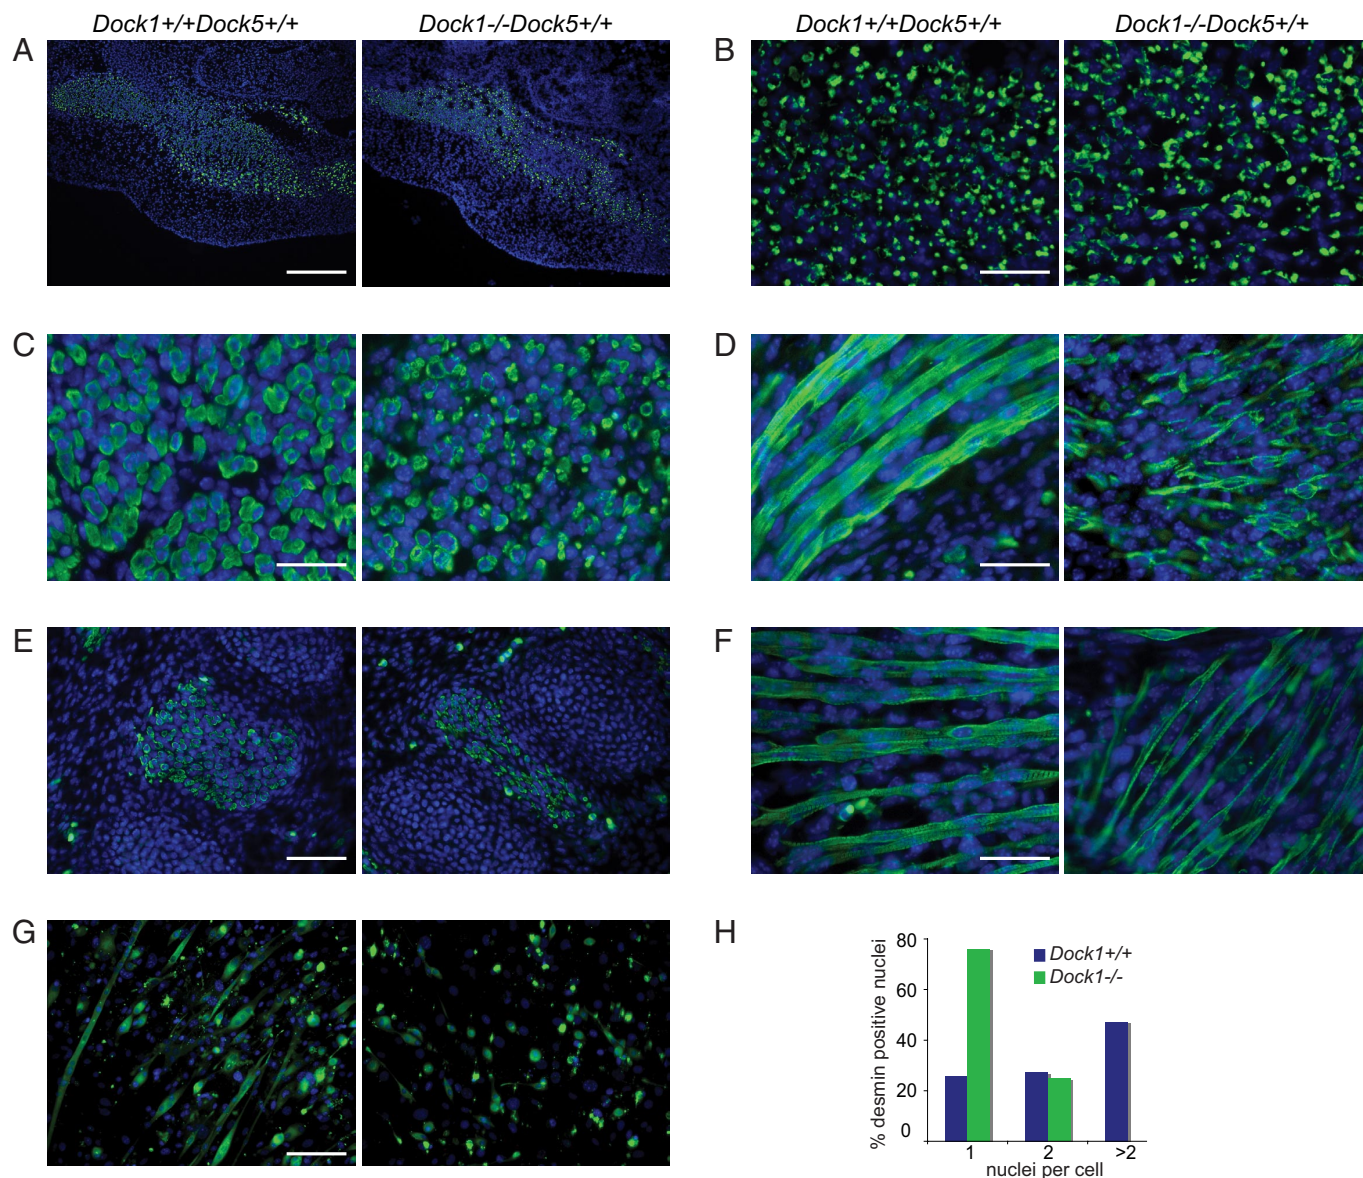 Dock1+/+Dock5+/+ Dock1-/-Dock5+/+ Dock1+/+Dock5+/+ Dock1-/-Dock5+/+
A B
C D
E F
G H
80
60
40
20
0
% desmin positive nuclei
Dock1+/+
Dock1-/-
1 2 >2
nuclei per cell